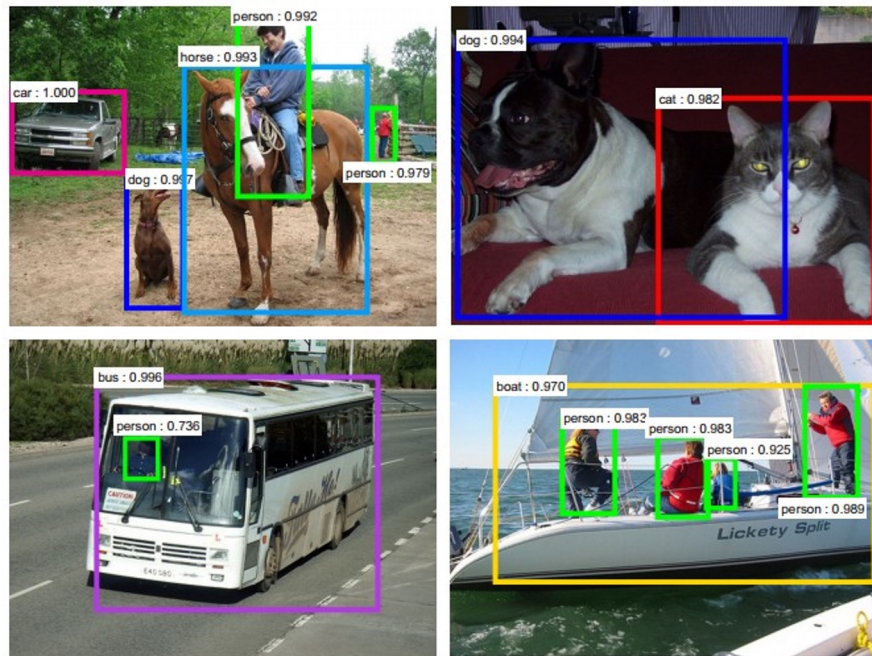 person : 0.992
horse : 0.993
car : 1.000
person : 0.979
dog : 0.997
dog : 0.994
cat : 0.982
bus : 0.996
person : 0.736
CAUTION
boat : 0.970
person : 0.983
person : 0.983
person : 0.925
person : 0.989
Lickety Split